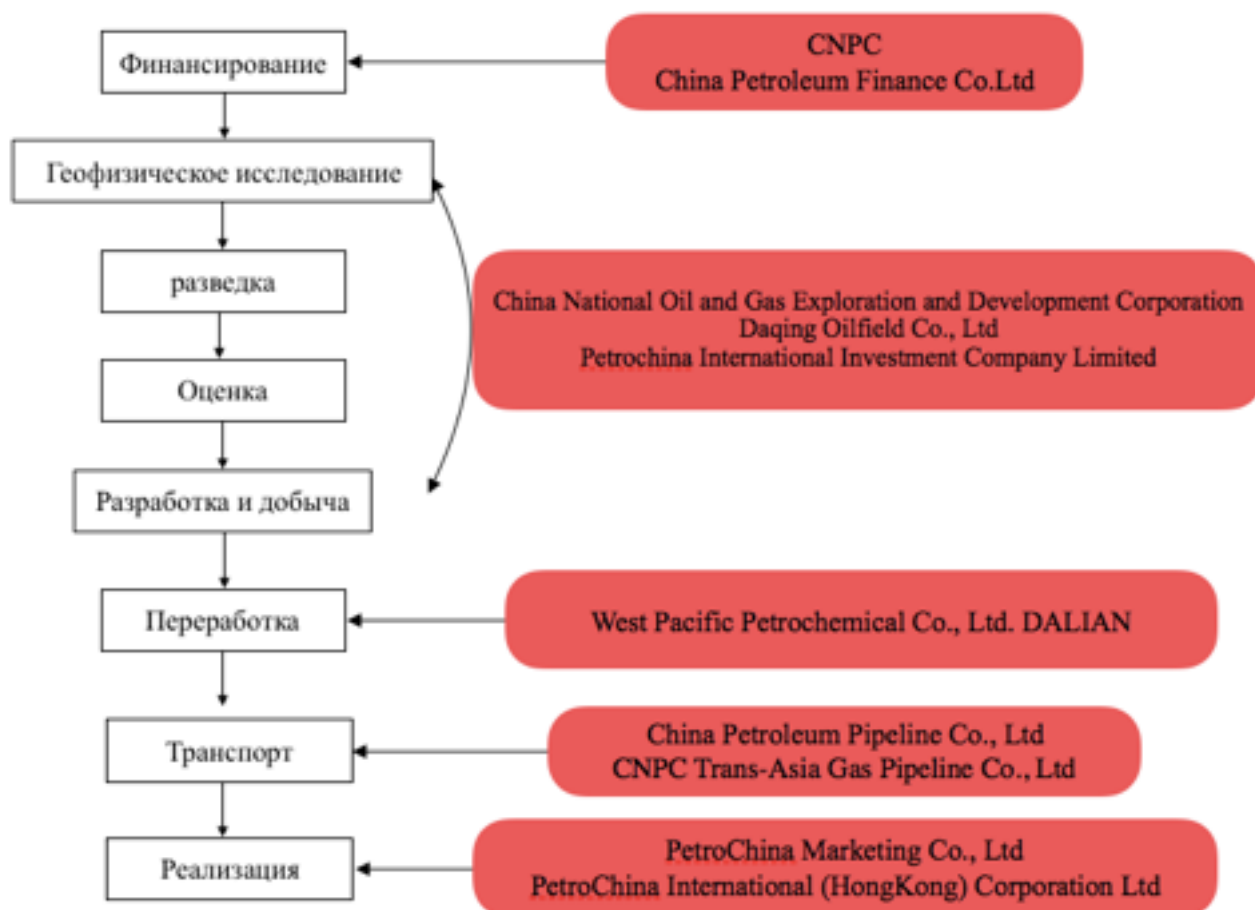 Финансирование
CNPC
China Petroleum Finance Co.Ltd
Геофизическое исследование
разведка
China National Oil and Gas Exploration and Development Corporation
Daqing Oilfield Co., Ltd
Petrochina International Investment Company Limited
Оценка
Разработка и добыча
Переработка
West Pacific Petrochemical Co., Ltd. DALIAN
Транспорт
China Petroleum Pipeline Co., Ltd
CNPC Trans-Asia Gas Pipeline Co., Ltd
Реализация
PetroChina Marketing Co., Ltd
PetroChina International (HongKong) Corporation Ltd